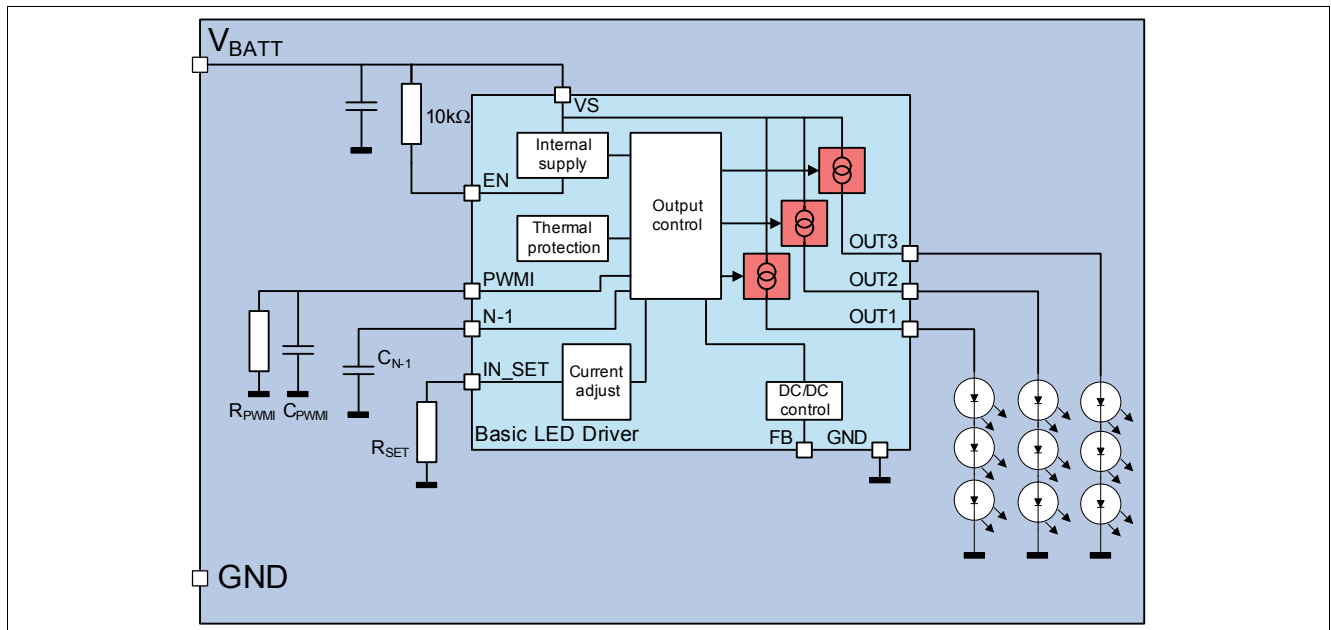 VBATT
10kΩ
VS
Internal
supply
EN
Output
control
Thermal
protection
OUT3
PWMI
OUT2
N-1
OUT1
CN-1
IN_SET
Current
adjust
DC/DC
control
RPWMI
CPWMI
RSET
Basic LED Driver
FB
GND
GND